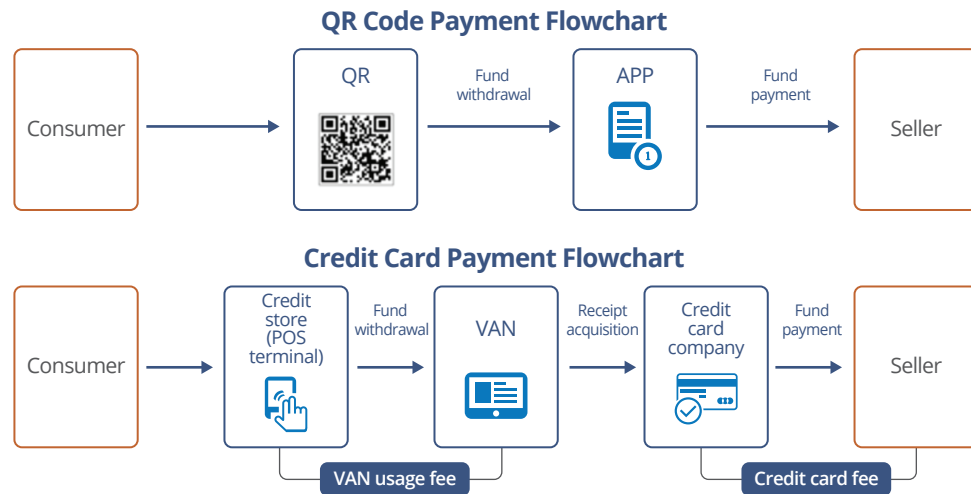 QR Code Payment Flowchart
Consumer
QR
Fund
withdrawal
APP
1
Fund
payment
Seller
Credit Card Payment Flowchart
Consumer
Credit
store
(POS
terminal)
Fund
withdrawal
VAN
Receipt
acquisition
Credit
card
company
Fund
payment
Seller
VAN usage fee
Credit card fee